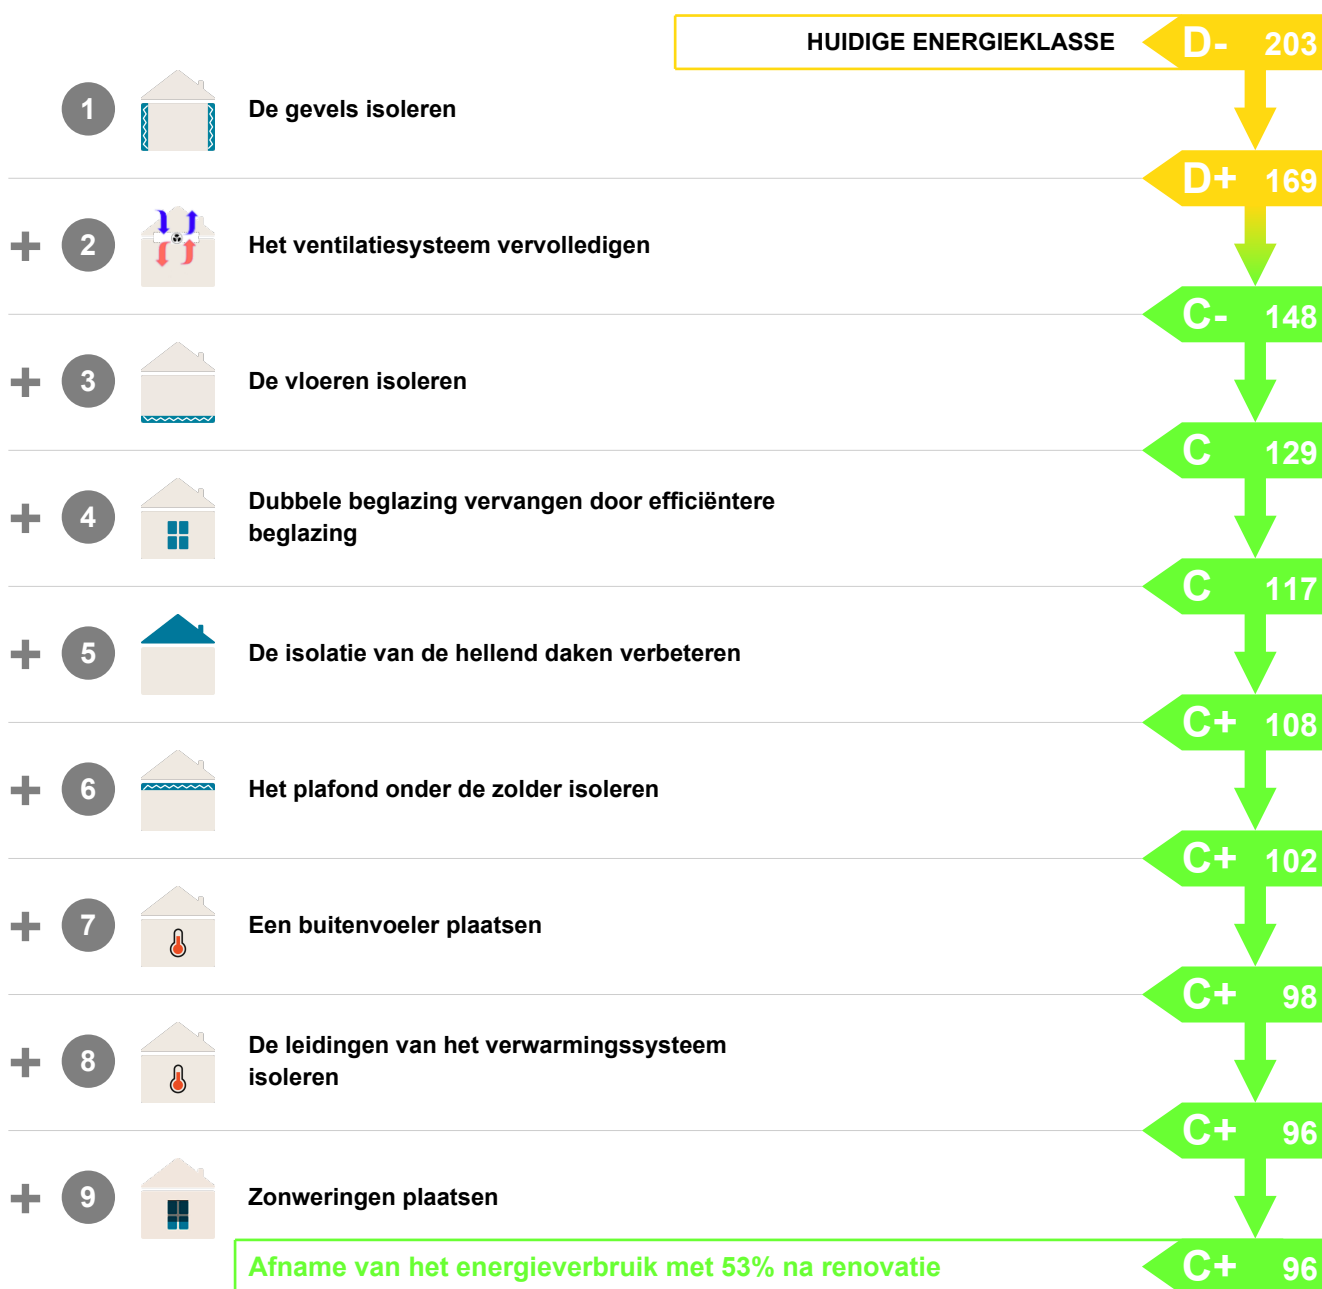 HUIDIGE ENERGIEKLASSE D- 203
1 De gevels isoleren
D+ 169
+ 2 Het ventilatiesysteem vervolledigen
C- 148
+ 3 De vloeren isoleren
C 129
+ 4 Dubbele beglazing vervangen door efficiëntere
beglazing
C 117
+ 5 De isolatie van de hellend daken verbeteren
C+ 108
+ 6 Het plafond onder de zolder isoleren
C+ 102
+ 7 Een buitenvoeler plaatsen
C+ 98
+ 8 De leidingen van het verwarmingssysteem
isoleren
C+ 96
+ 9 Zonweringen plaatsen
Afname van het energieverbruik met 53% na renovatie C+ 96